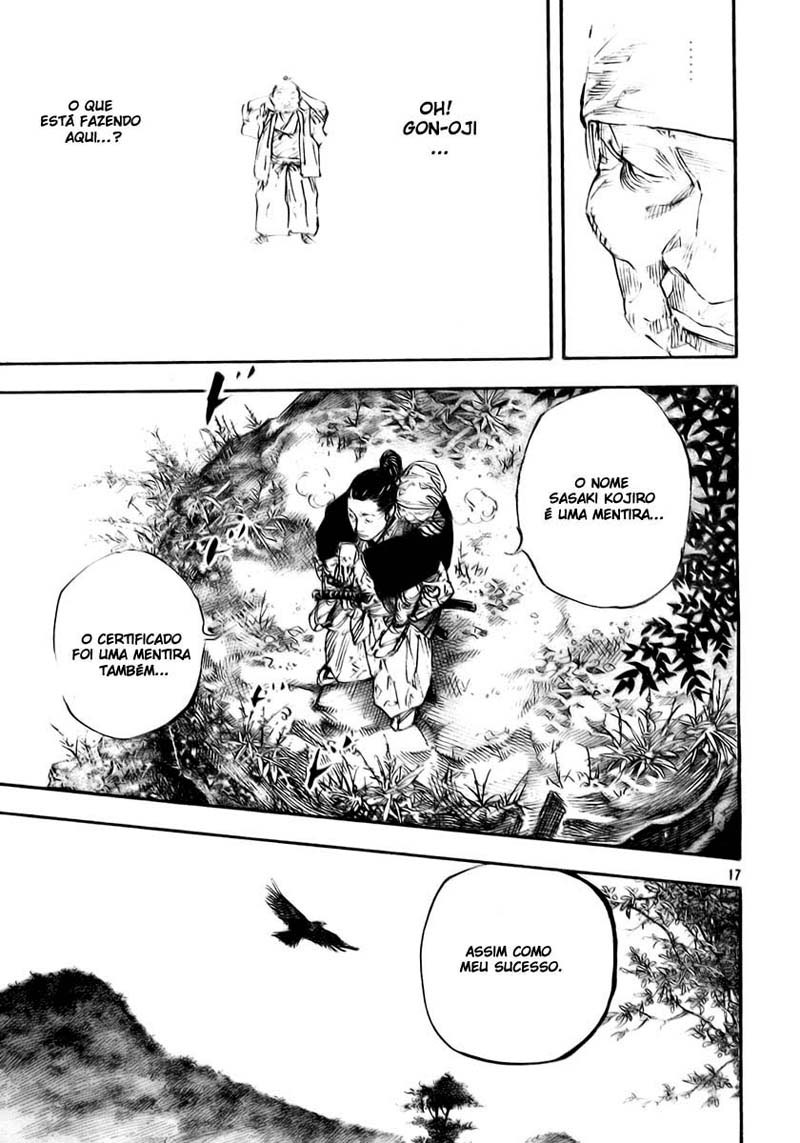 ......
OH!
GON-OJI
...
O QUE
ESTÁ FAZENDO
AQUI...?
O NOME
SASAKI KOJIRO
É UMA MENTIRA...
O CERTIFICADO
FOI UMA MENTIRA
TAMBÉM...
17
ASSIM COMO
MEU SUCESSO.